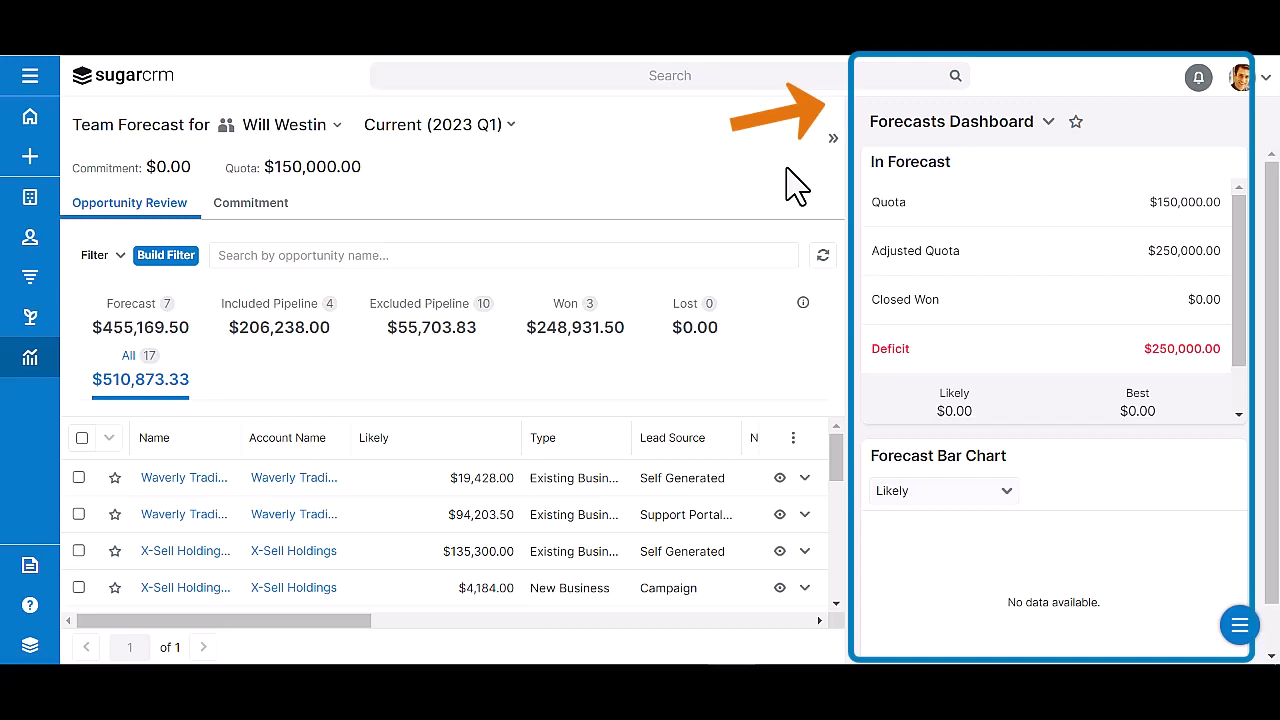 sugarcrm
Search
Team Forecast for Will Westin Current (2023 Q1)
Commitment: $0.00 Quota: $150,000.00
Opportunity Review Commitment
Filter Build Filter Search by opportunity name...
Forecast 7 Included Pipeline 4 Excluded Pipeline 10 Won 3 Lost 0
$455,169.50 $206,238.00 $55,703.83 $248,931.50 $0.00
All 17
$510,873.33
Name Account Name Likely Type Lead Source N
Waverly Tradi... Waverly Tradi... $19,428.00 Existing Busin... Self Generated
Waverly Tradi... Waverly Tradi... $94,203.50 Existing Busin... Support Portal...
X-Sell Holding... X-Sell Holdings $135,300.00 Existing Busin... Self Generated
X-Sell Holding... X-Sell Holdings $4,184.00 New Business Campaign
1 of 1
Forecasts Dashboard
In Forecast
Quota $150,000.00
Adjusted Quota $250,000.00
Closed Won $0.00
Deficit $250,000.00
Likely Best
$0.00 $0.00
Forecast Bar Chart
Likely
No data available.